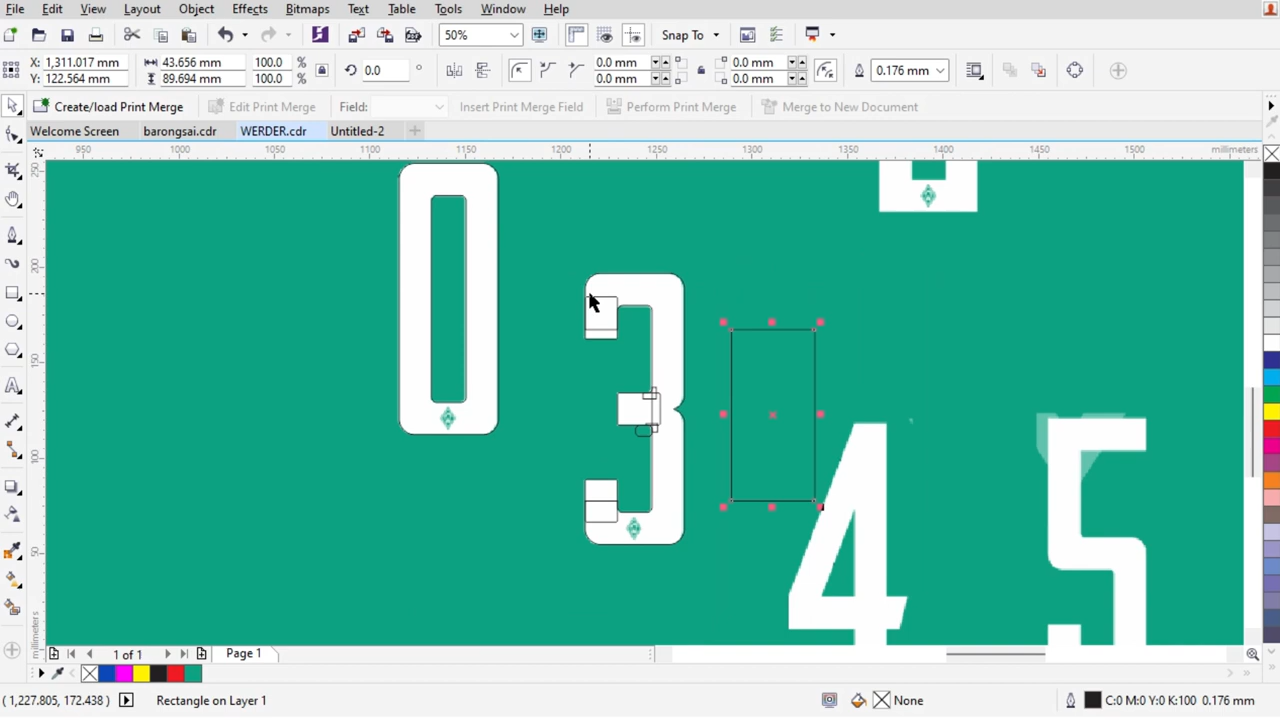 File Edit View Layout Object Effects Bitmaps Text Table Tools Window Help
50% Snap To
X: 1,311.017 mm 43.656 mm 100.0 % 0.0 ° 0.0 mm 0.0 mm 0.176 mm
Y: 122.564 mm 89.694 mm 100.0 % 0.0 mm 0.0 mm
Create/load Print Merge Edit Print Merge Field: Insert Print Merge Field Perform Print Merge Merge to New Document
Welcome Screen barongsai.cdr WERDER.cdr Untitled-2
950 1000 1050 1100 1150 1200 1250 1300 1350 1400 1450 1500 millimeters
250
200
150
100
50
millimeters
0 3 4 5
1 of 1 Page 1
( 1,227.805, 172.438 ) Rectangle on Layer 1 None C:0 M:0 Y:0 K:100 0.176 mm